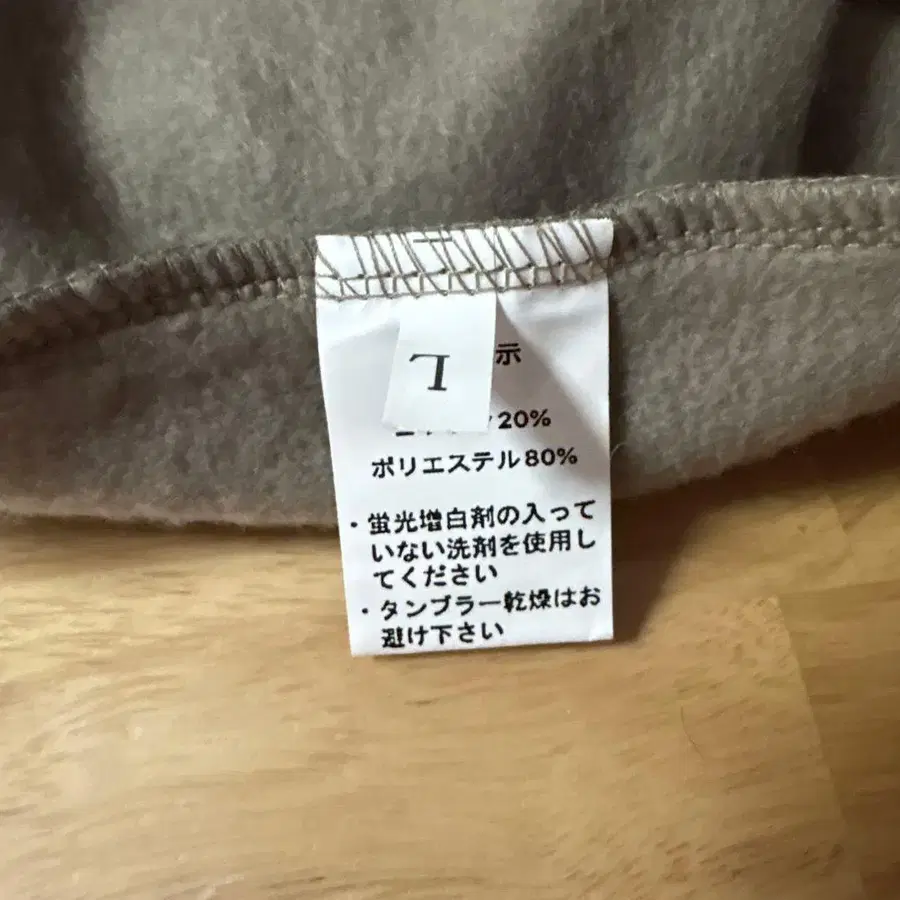 示
L
20%
ポリエステル80%
・蛍光増白剤の入って
いない洗剤を使用し
てください
・タンブラー乾燥はお
避け下さい